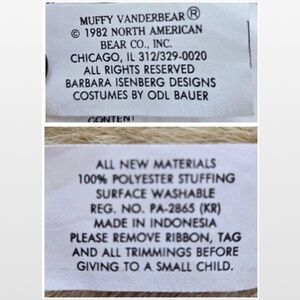 MUFFY VANDERBEAR®
© 1982 NORTH AMERICAN
BEAR CO., INC.
CHICAGO, IL 312/329-0020
ALL RIGHTS RESERVED
BARBARA ISENBERG DESIGNS
COSTUMES BY ODL BAUER
CONTENT
ALL NEW MATERIALS
100% POLYESTER STUFFING
SURFACE WASHABLE
REG. NO. PA-2865 (KR)
MADE IN INDONESIA
PLEASE REMOVE RIBBON, TAG
AND ALL TRIMMINGS BEFORE
GIVING TO A SMALL CHILD.